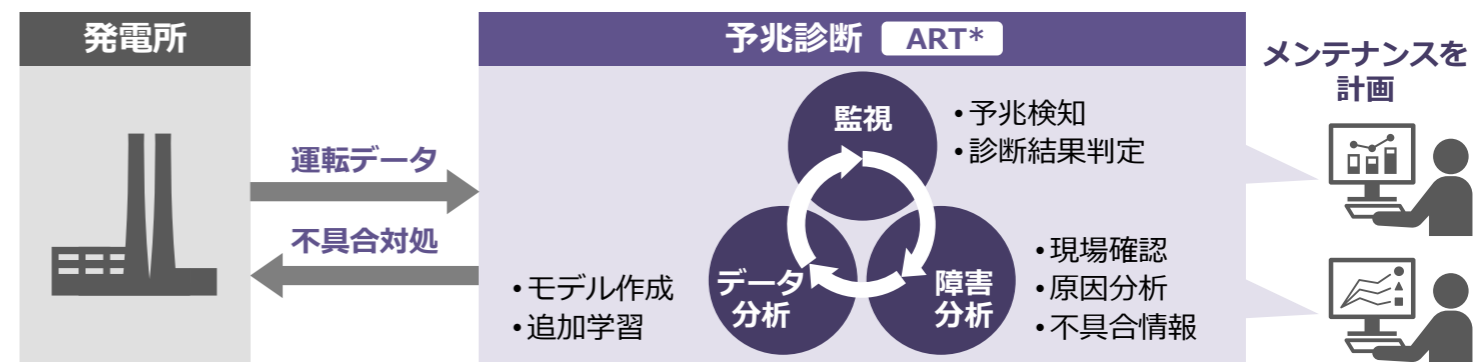 発電所
予兆診断 ART*
メンテナンスを
計画
運転データ
不具合対処
監視
•予兆検知
•診断結果判定
データ
分析
•モデル作成
•追加学習
障害
分析
•現場確認
•原因分析
•不具合情報